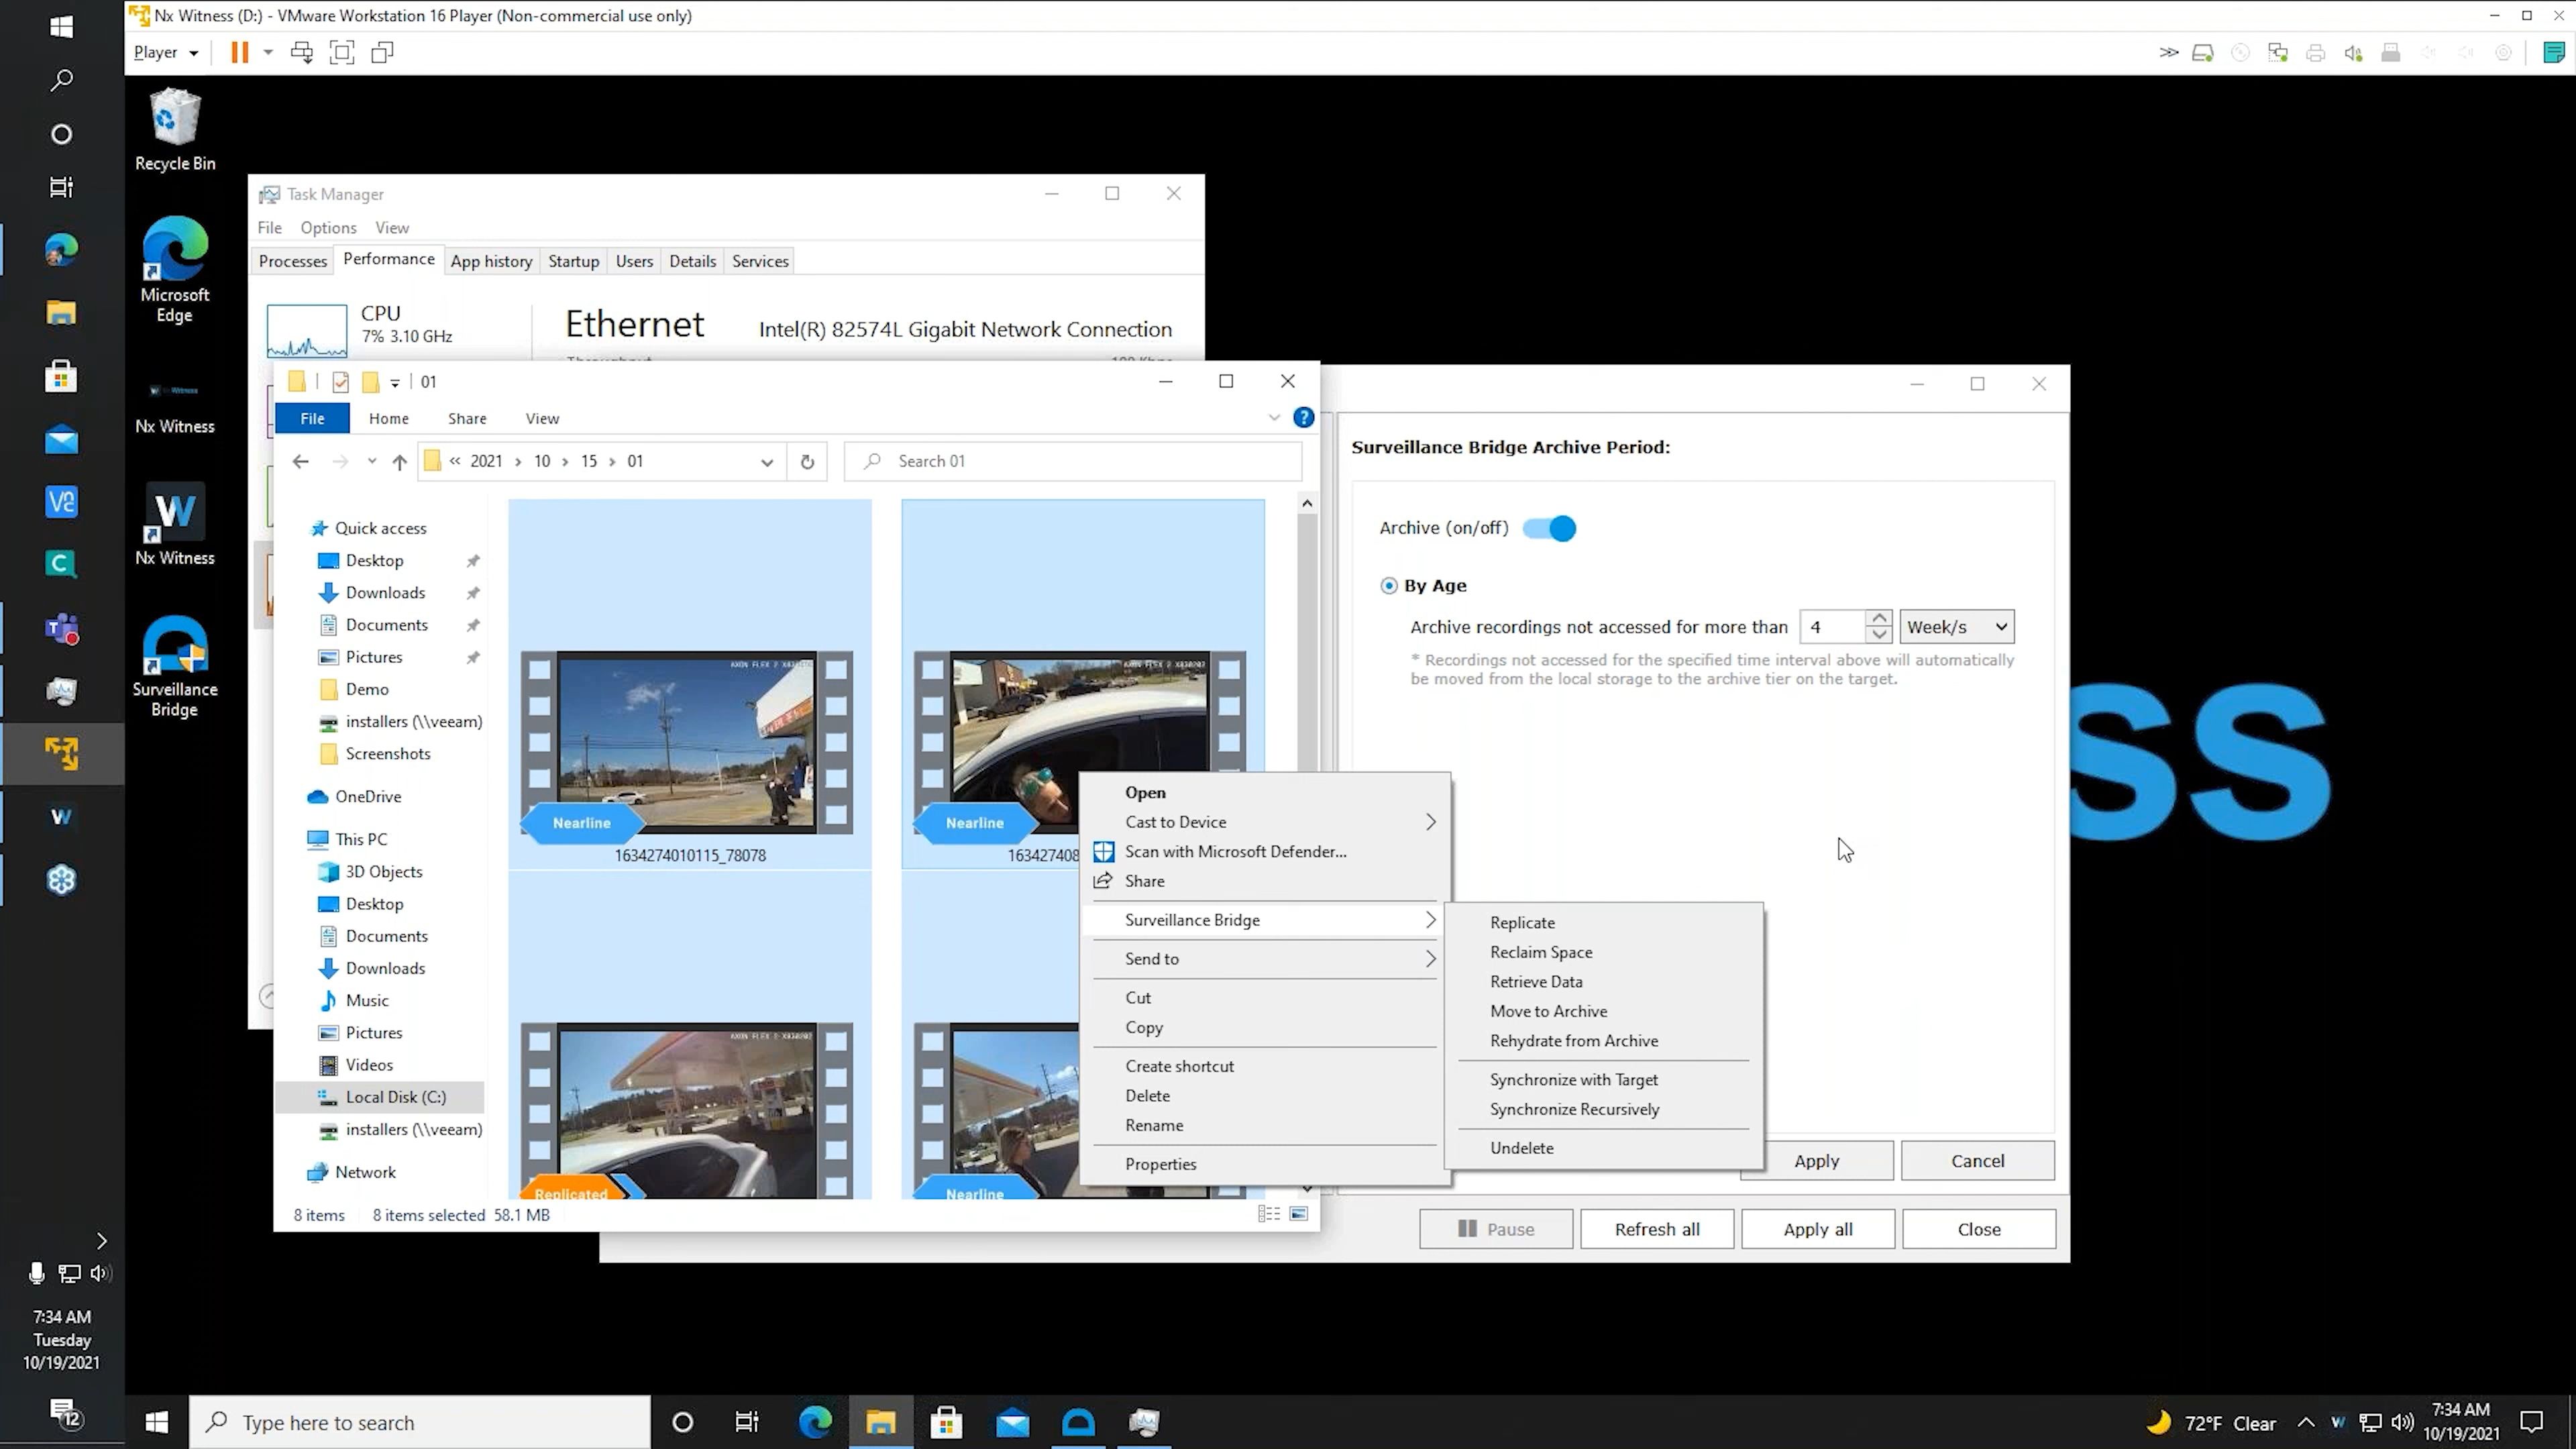 Nx Witness (D:) - VMware Workstation 16 Player (Non-commercial use only)
Player
Recycle Bin
Microsoft
Edge
Nx Witness
Nx Witness
Surveillance
Bridge
Task Manager
File Options View
Processes Performance App history Startup Users Details Services
CPU
7% 3.10 GHz
Ethernet Intel(R) 82574L Gigabit Network Connection
01
File Home Share View
« 2021 > 10 > 15 > 01
Search 01
Quick access
Desktop
Downloads
Documents
Pictures
Demo
installers (\\veeam)
Screenshots
OneDrive
This PC
3D Objects
Desktop
Documents
Downloads
Music
Pictures
Videos
Local Disk (C:)
installers (\\veeam)
Network
Nearline
1634274010115_78078
Nearline
163427408
Replicated
Nearline
8 items 8 items selected 58.1 MB
Open
Cast to Device
Scan with Microsoft Defender...
Share
Surveillance Bridge
Send to
Cut
Copy
Create shortcut
Delete
Rename
Properties
Replicate
Reclaim Space
Retrieve Data
Move to Archive
Rehydrate from Archive
Synchronize with Target
Synchronize Recursively
Undelete
Surveillance Bridge Archive Period:
Archive (on/off)
By Age
Archive recordings not accessed for more than 4 Week/s
* Recordings not accessed for the specified time interval above will automatically
be moved from the local storage to the archive tier on the target.
Apply Cancel
Pause Refresh all Apply all Close
ss
7:34 AM
Tuesday
10/19/2021
12
Type here to search
72°F Clear
7:34 AM
10/19/2021